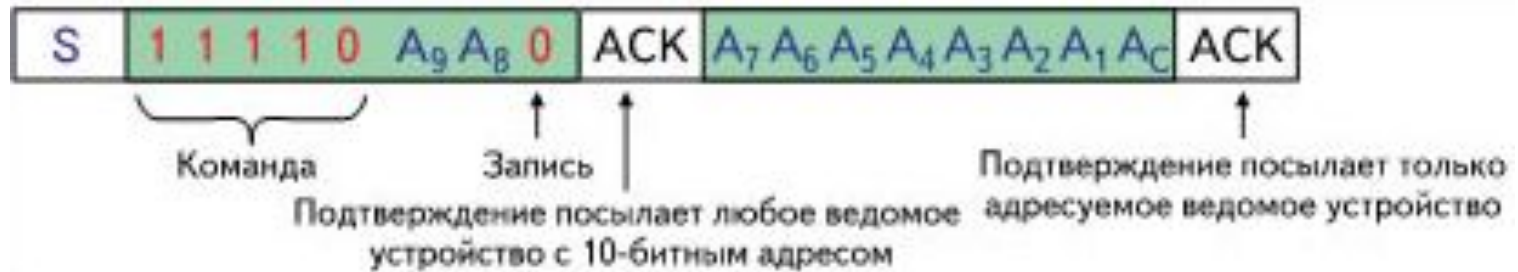 S 1 1 1 1 0 A9 A8 0 ACK A7 A6 A5 A4 A3 A2 A1 AC ACK
Команда
Запись
Подтверждение посылает любое ведомое
устройство с 10-битным адресом
Подтверждение посылает только
адресуемое ведомое устройство